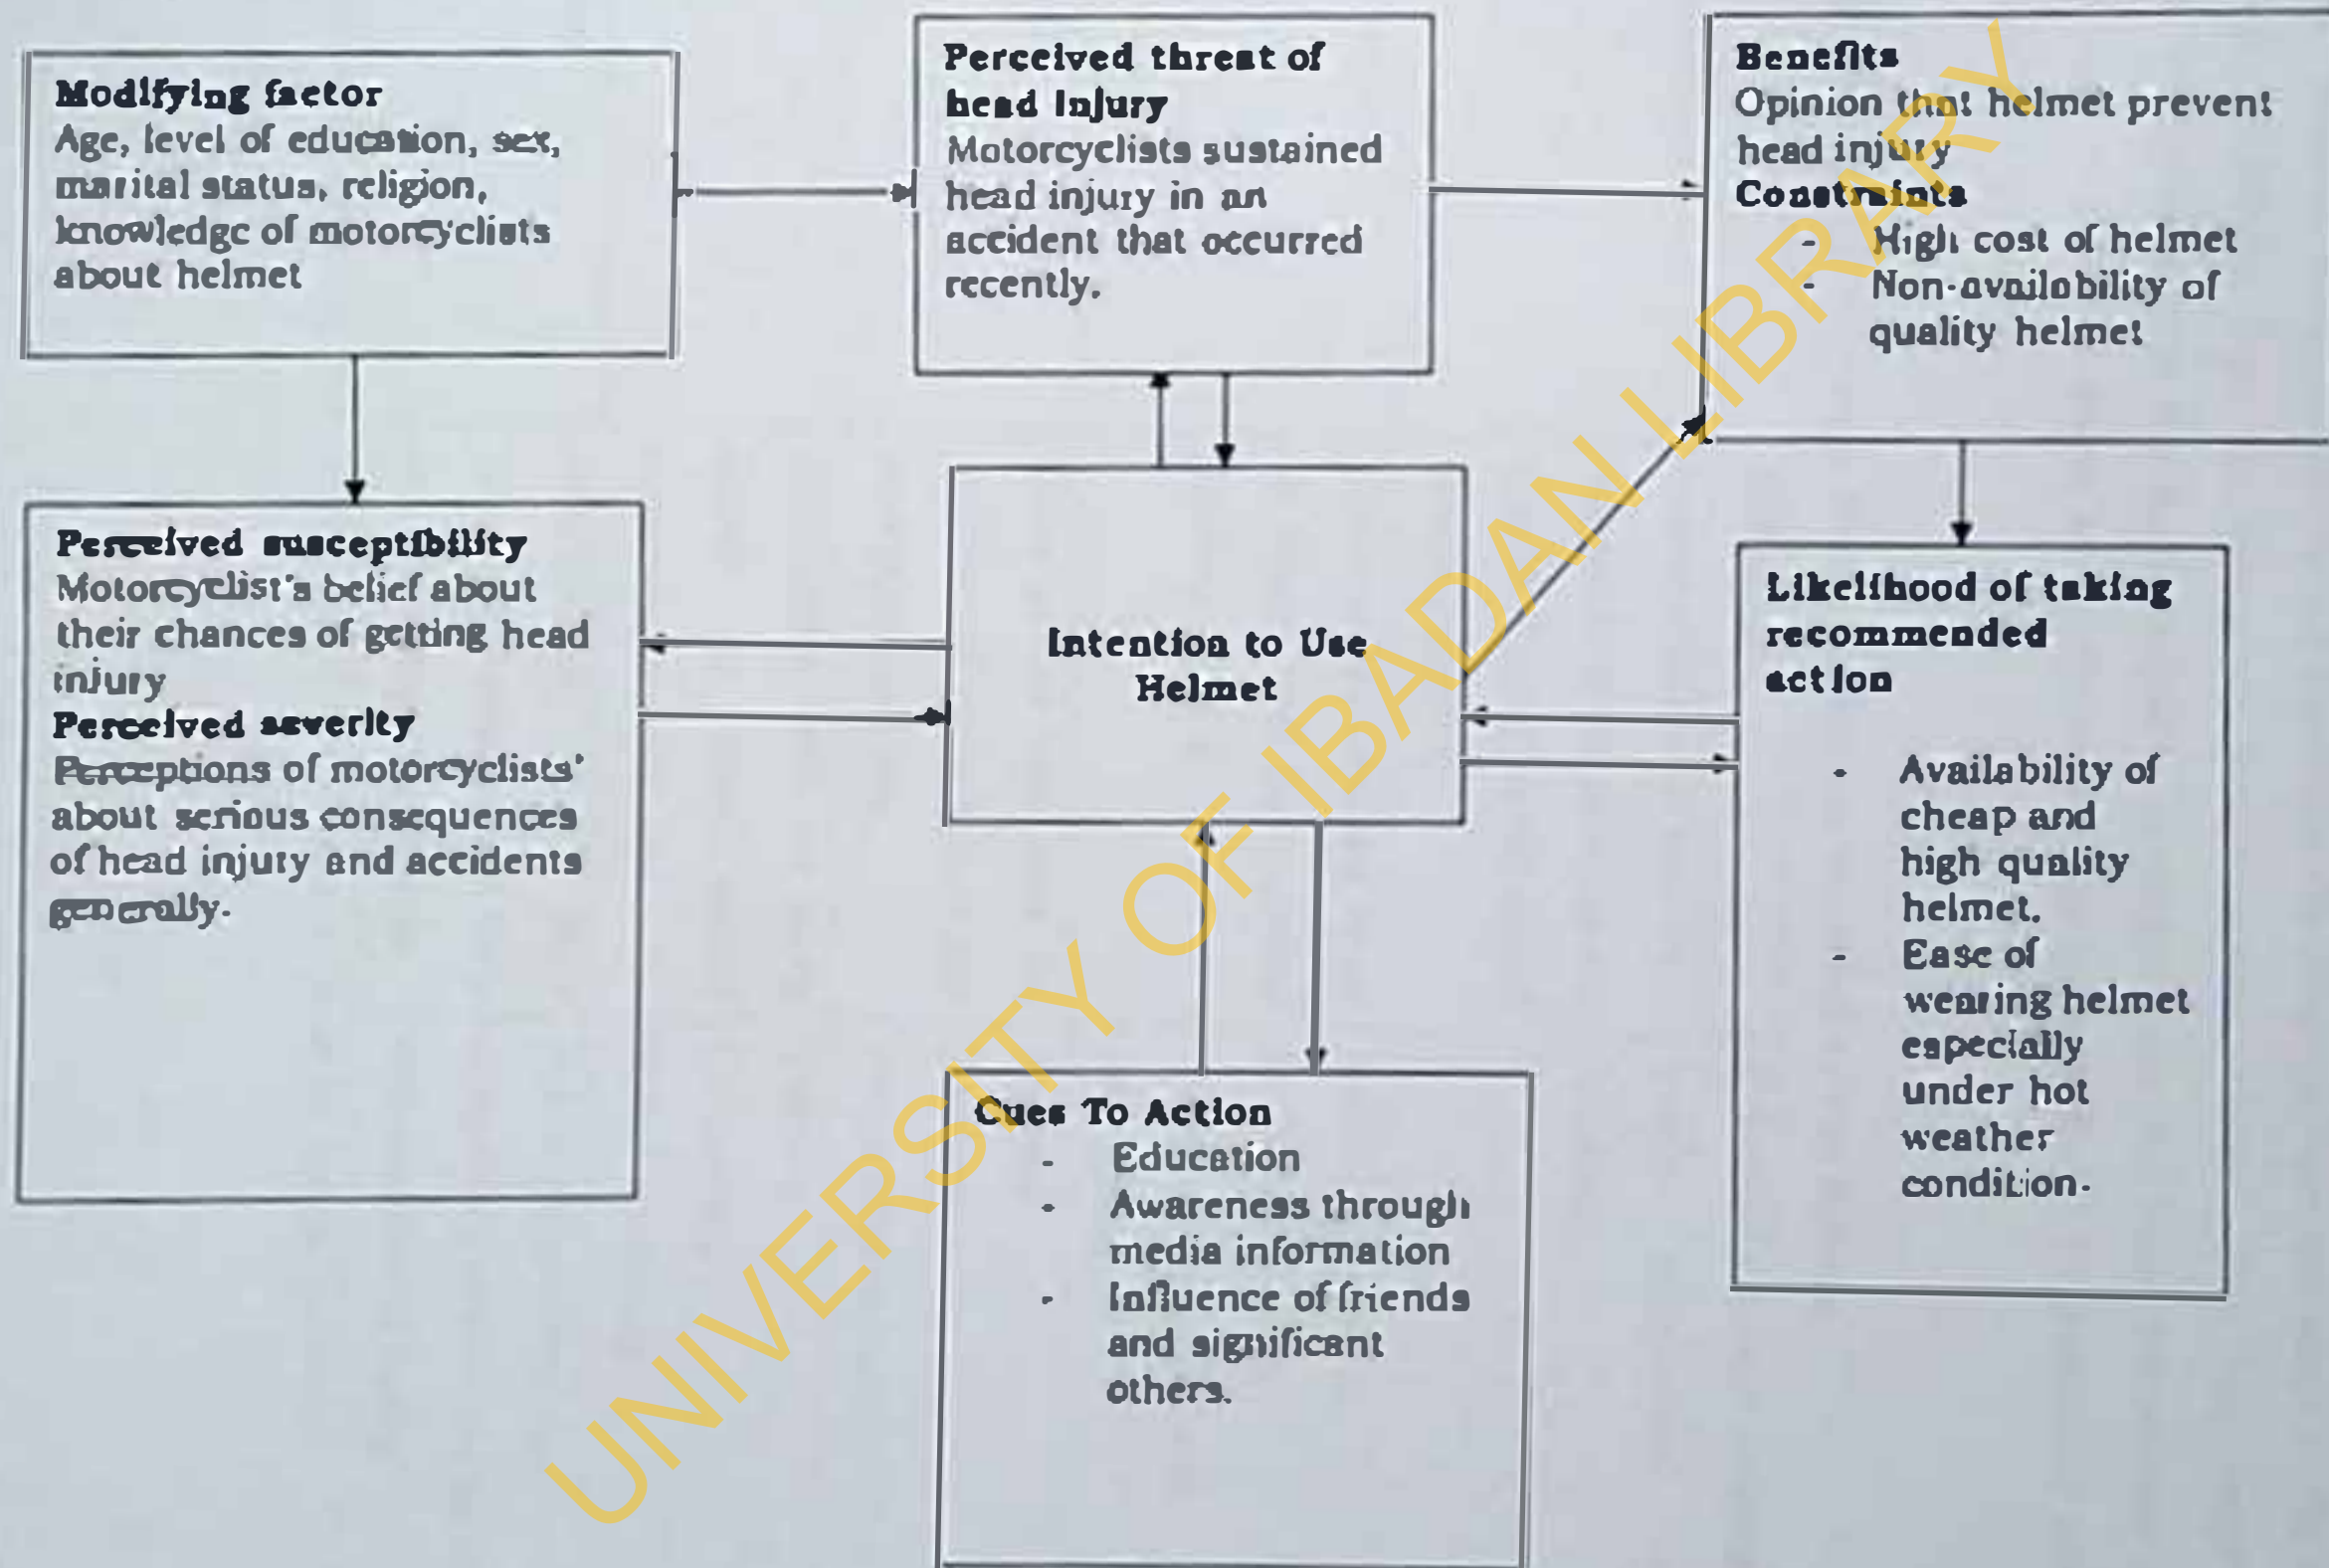 Modifying factor
Age, level of education, sex,
marital status, religion,
knowledge of motorcyclists
about helmet
Perceived threat of
head Injury
Motorcyclists sustained
head injury in an
accident that occurred
recently.
Benefits
Opinion that helmet prevent
head injury
Constraints
- High cost of helmet
- Non-availability of
quality helmet
Perceived susceptibility
Motorcyclist's belief about
their chances of getting head
injury
Perceived severity
Perceptions of motorcyclists'
about serious consequences
of head injury and accidents
generally.
Intention to Use
Helmet
Likelihood of taking
recommended
action
- Availability of
cheap and
high quality
helmet.
- Ease of
wearing helmet
especially
under hot
weather
condition.
Cues To Action
- Education
- Awareness through
media information
- Influence of friends
and significant
others.
UNIVERSITY OF IBADAN LIBRARY